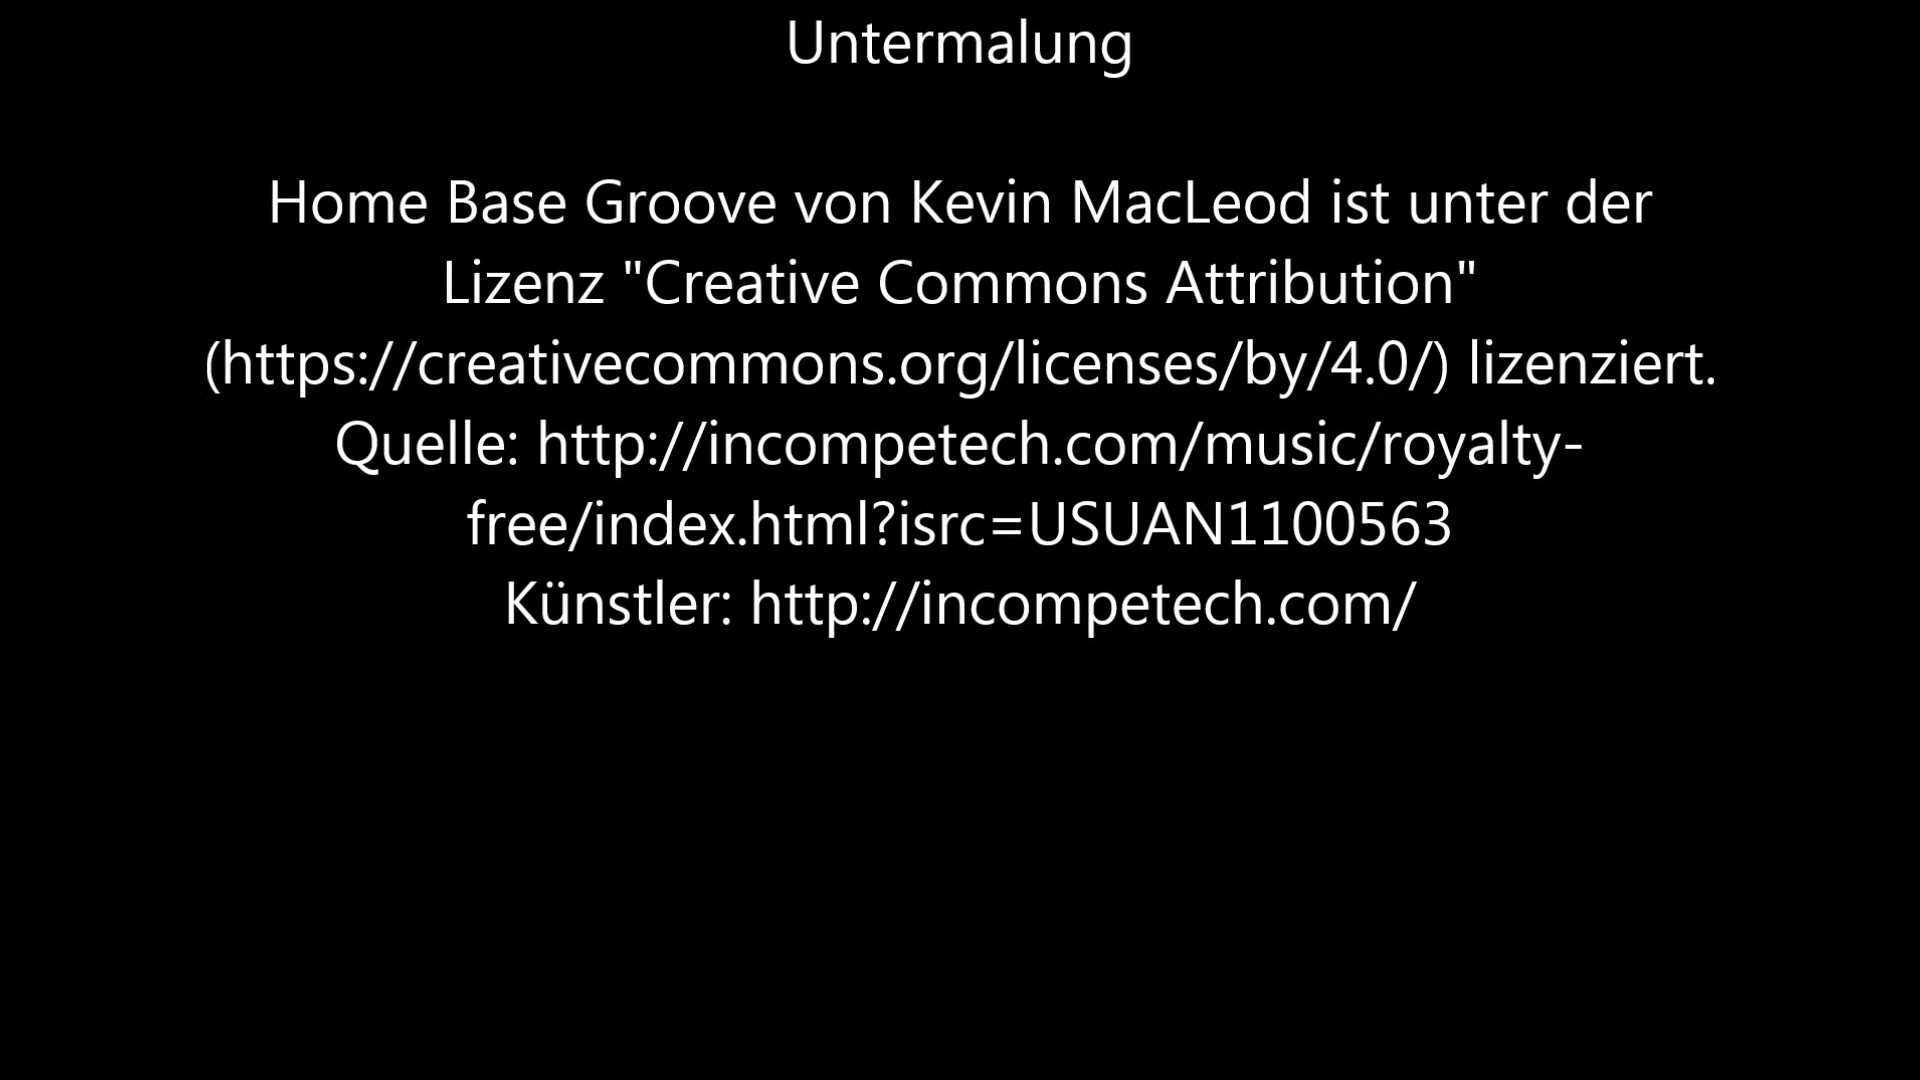 Untermalung
Home Base Groove von Kevin MacLeod ist unter der
Lizenz "Creative Commons Attribution"
(https://creativecommons.org/licenses/by/4.0/) lizenziert.
Quelle: http://incompetech.com/music/royalty-
free/index.html?isrc=USUAN1100563
Künstler: http://incompetech.com/